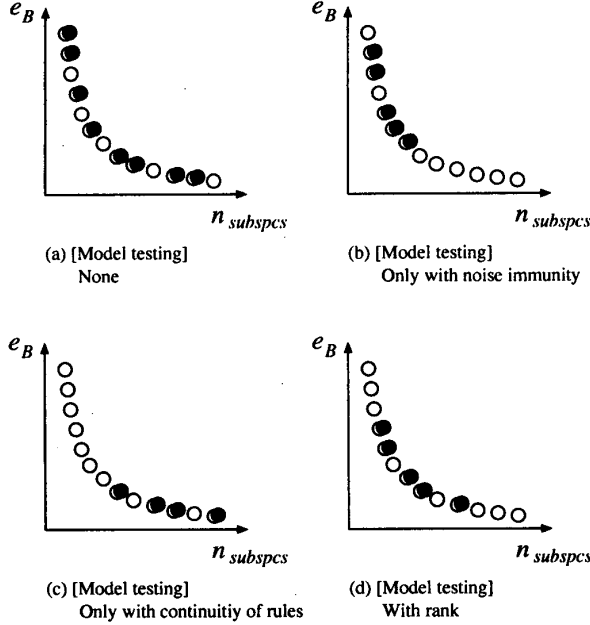 e_B
e_B
n_subspcs
n_subspcs
(a) [Model testing]
None
(b) [Model testing]
Only with noise immunity
e_B
e_B
n_subspcs
n_subspcs
(c) [Model testing]
Only with continuitiy of rules
(d) [Model testing]
With rank